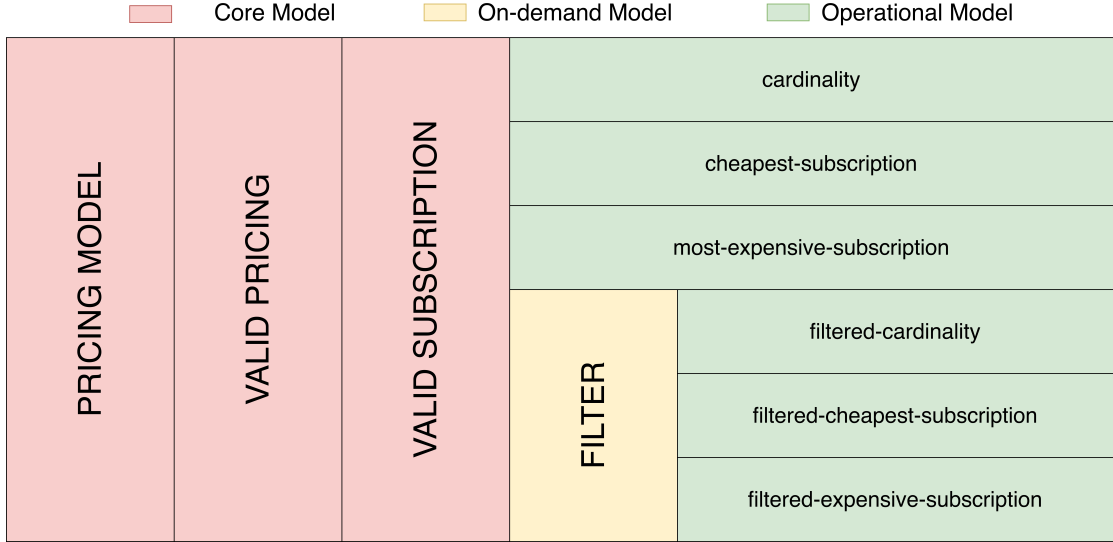 Core Model
On-demand Model
Operational Model
PRICING MODEL
VALID PRICING
VALID SUBSCRIPTION
cardinality
cheapest-subscription
most-expensive-subscription
FILTER
filtered-cardinality
filtered-cheapest-subscription
filtered-expensive-subscription